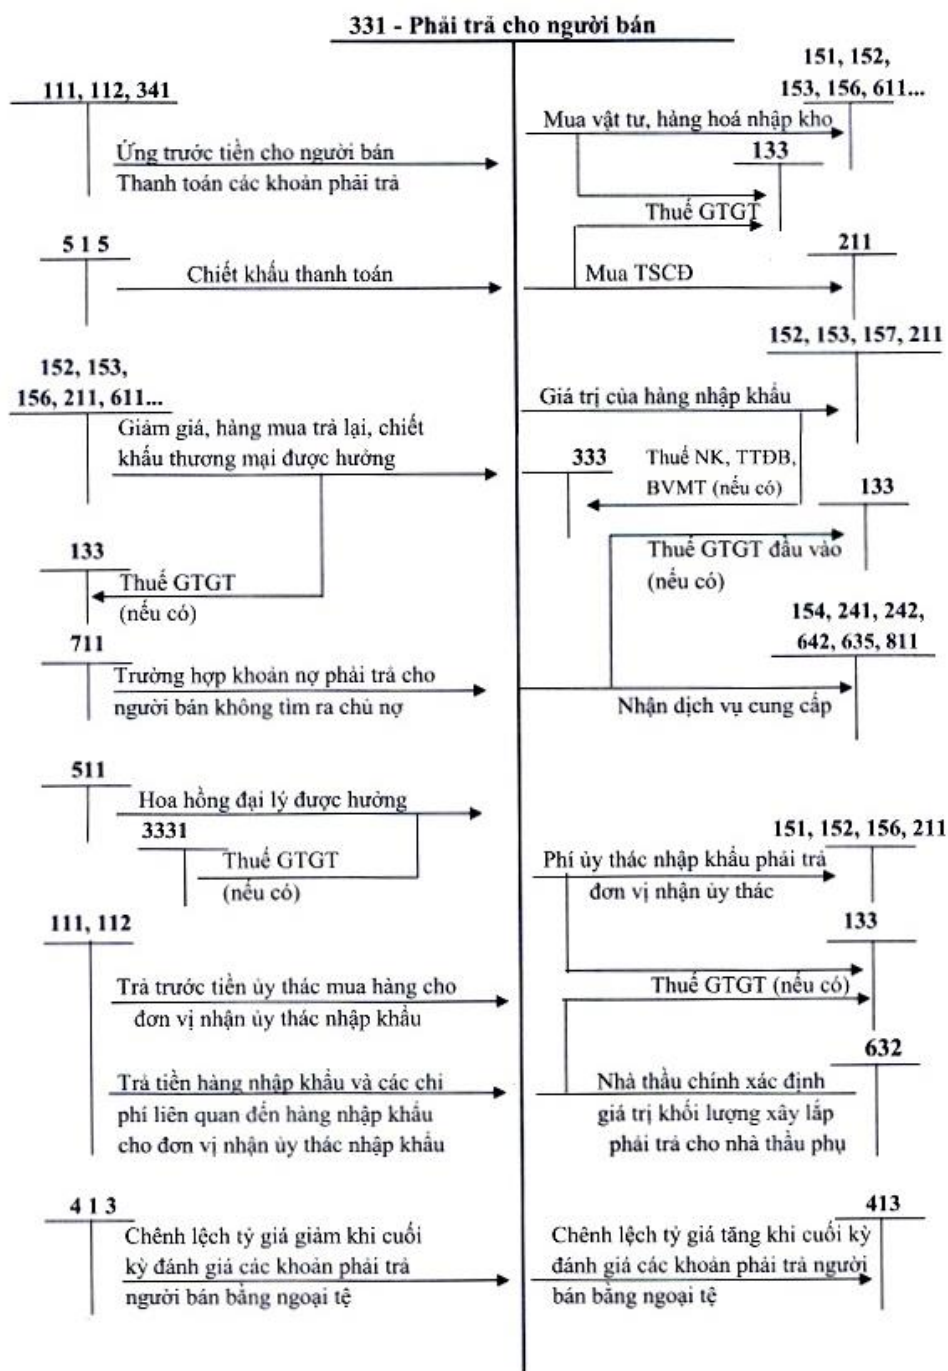 331 - Phải trả cho người bán
111, 112, 341
Ứng trước tiền cho người bán
Thanh toán các khoản phải trả
5 1 5
Chiết khấu thanh toán
152, 153,
156, 211, 611...
Giảm giá, hàng mua trả lại, chiết
khấu thương mại được hưởng
133
Thuế GTGT
(nếu có)
711
Trường hợp khoản nợ phải trả cho
người bán không tìm ra chủ nợ
511
Hoa hồng đại lý được hưởng
3331
Thuế GTGT
(nếu có)
111, 112
Trả trước tiền ủy thác mua hàng cho
đơn vị nhận ủy thác nhập khẩu
Trả tiền hàng nhập khẩu và các chi
phí liên quan đến hàng nhập khẩu
cho đơn vị nhận ủy thác nhập khẩu
4 1 3
Chênh lệch tỷ giá giảm khi cuối
kỳ đánh giá các khoản phải trả
người bán bằng ngoại tệ
151, 152,
153, 156, 611...
Mua vật tư, hàng hoá nhập kho
133
Thuế GTGT
211
Mua TSCĐ
152, 153, 157, 211
Giá trị của hàng nhập khẩu
333
Thuế NK, TTĐB,
BVMT (nếu có)
133
Thuế GTGT đầu vào
(nếu có)
154, 241, 242,
642, 635, 811
Nhận dịch vụ cung cấp
151, 152, 156, 211
Phí ủy thác nhập khẩu phải trả
đơn vị nhận ủy thác
133
Thuế GTGT (nếu có)
632
Nhà thầu chính xác định
giá trị khối lượng xây lắp
phải trả cho nhà thầu phụ
413
Chênh lệch tỷ giá tăng khi cuối kỳ
đánh giá các khoản phải trả người
bán bằng ngoại tệ